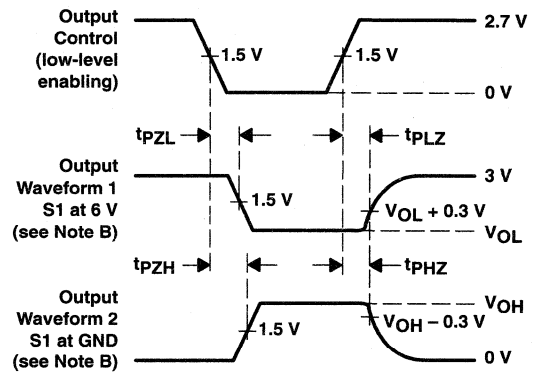 Output
Control
(low-level
enabling)
1.5 V
1.5 V
2.7 V
0 V
tPZL
tPLZ
Output
Waveform 1
S1 at 6 V
(see Note B)
1.5 V
3 V
VOL + 0.3 V
VOL
tPZH
tPHZ
Output
Waveform 2
S1 at GND
(see Note B)
1.5 V
VOH
VOH – 0.3 V
0 V